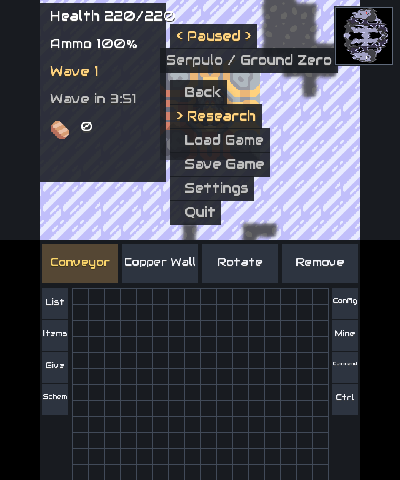 Health 220/220
Ammo 100%
Wave 1
Wave in 3:51
0
< Paused >
Serpulo / Ground Zero
Back
> Research
Load Game
Save Game
Settings
Quit
Conveyor
Copper Wall
Rotate
Remove
List
Items
Give
Schem
Config
Mine
Command
Ctrl